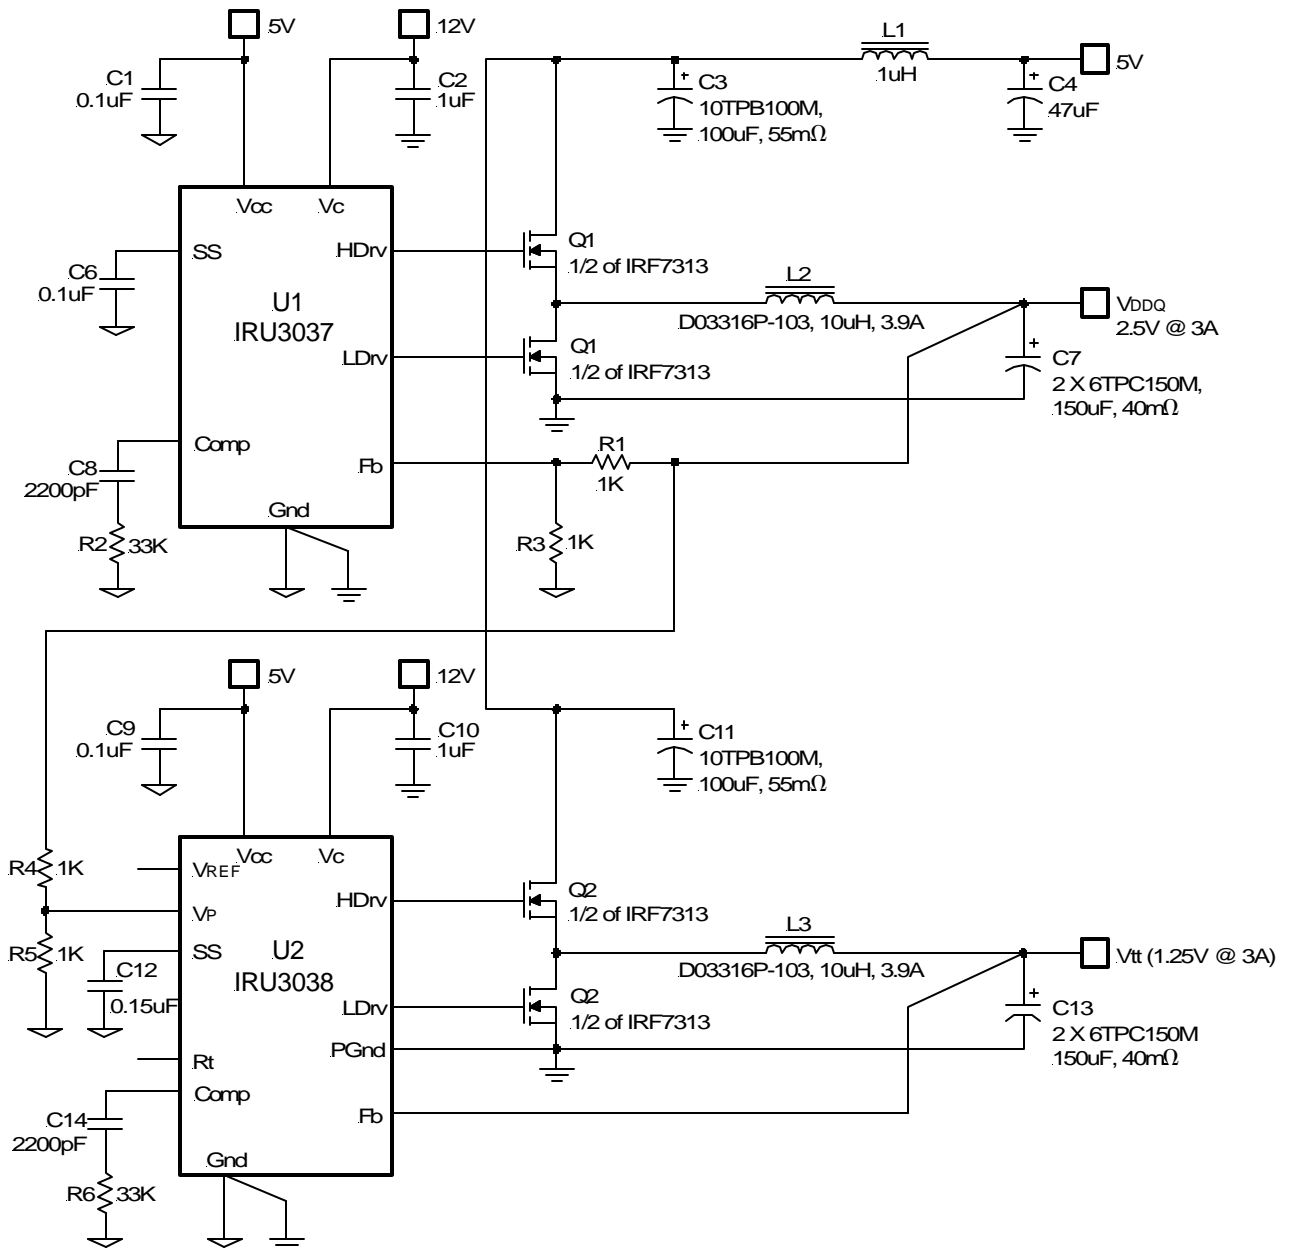 5V
12V
C1
0.1uF
C2
1uF
C3
10TPB100M,
100uF, 55mΩ
L1
1uH
C4
47uF
5V
Vcc
Vc
SS
HDrv
C6
0.1uF
U1
IRU3037
Q1
1/2 of IRF7313
L2
D03316P-103, 10uH, 3.9A
VDDQ
2.5V @ 3A
LDrv
Q1
1/2 of IRF7313
C7
2 X 6TPC150M,
150uF, 40mΩ
Comp
Fb
R1
1K
C8
2200pF
R2
33K
Gnd
R3
1K
5V
12V
C9
0.1uF
C10
1uF
C11
10TPB100M,
100uF, 55mΩ
Vcc
Vc
R4
1K
VREF
VP
R5
1K
SS
C12
0.15uF
HDrv
U2
IRU3038
Q2
1/2 of IRF7313
L3
D03316P-103, 10uH, 3.9A
Vtt (1.25V @ 3A)
LDrv
Q2
1/2 of IRF7313
C13
2 X 6TPC150M
150uF, 40mΩ
PGnd
Rt
Comp
Fb
C14
2200pF
R6
33K
Gnd